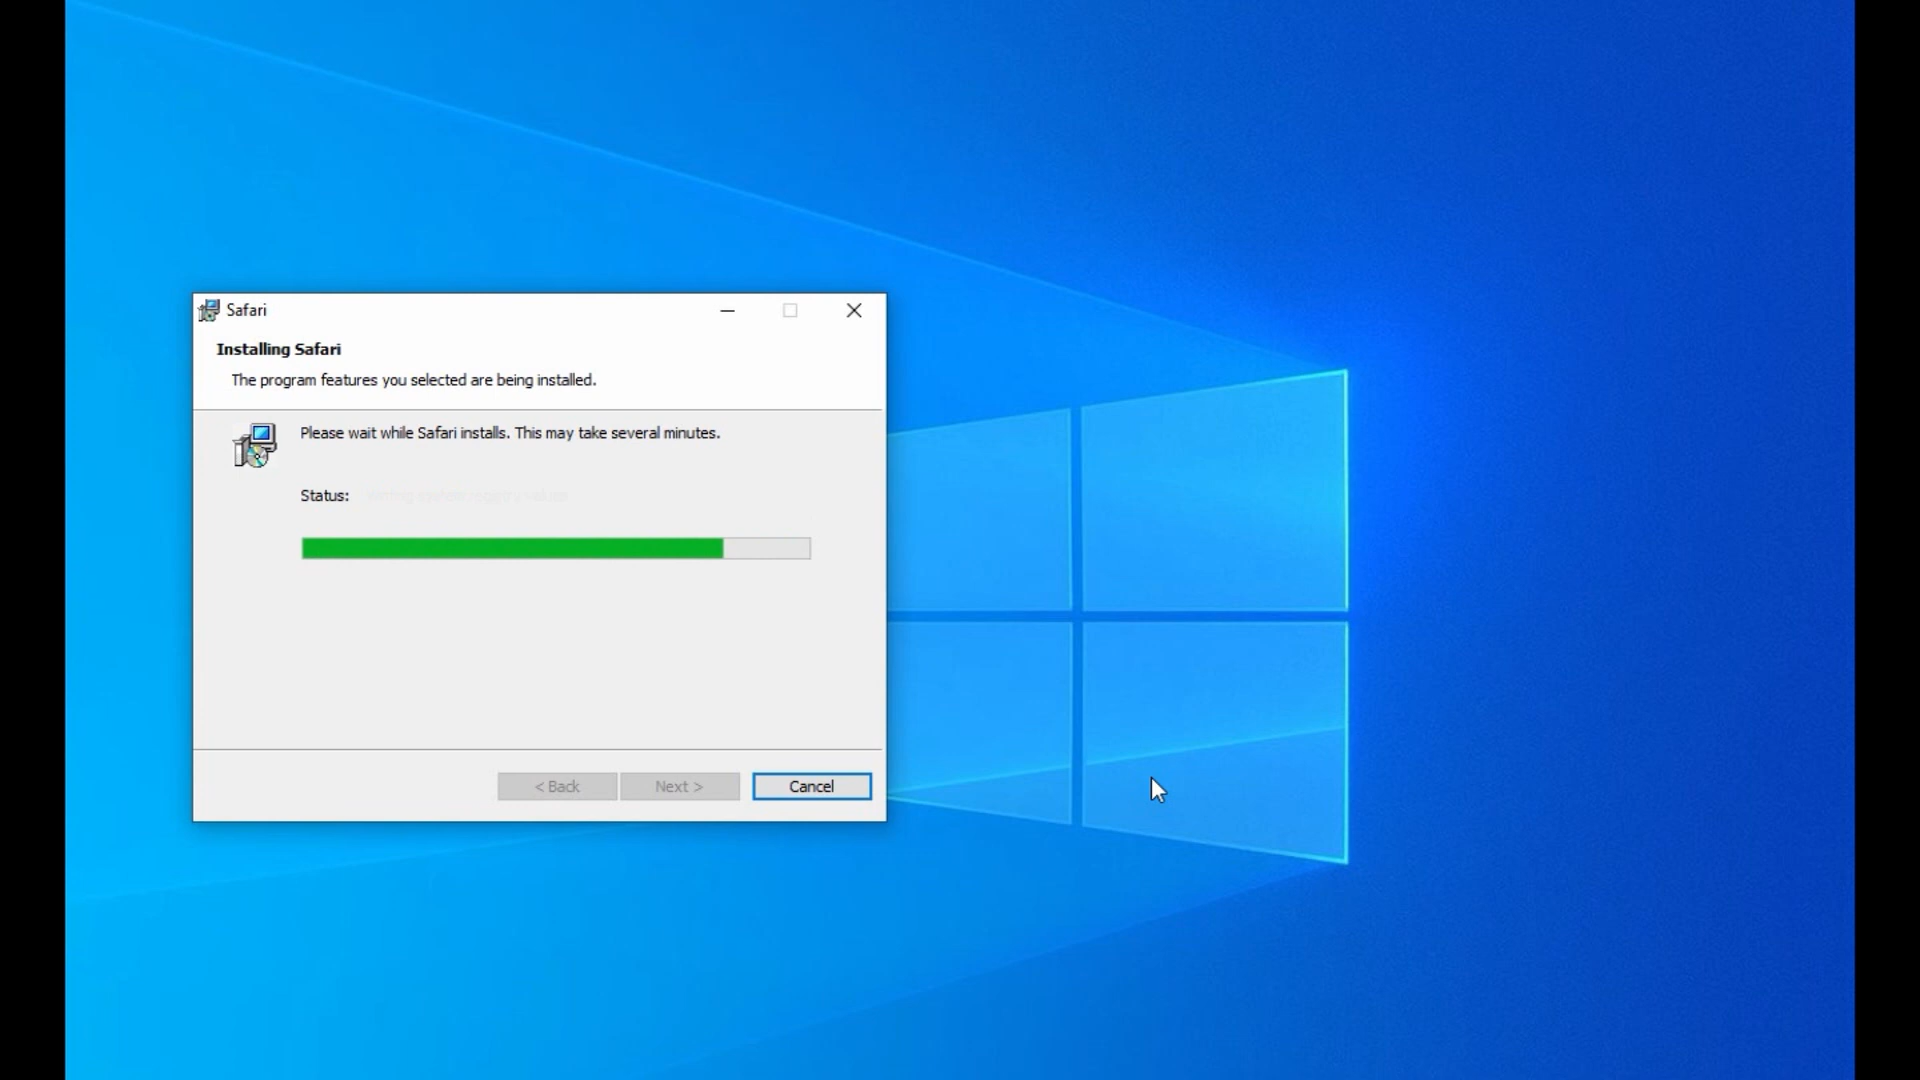 Safari
Installing Safari
The program features you selected are being installed.
Please wait while Safari installs. This may take several minutes.
Status:
< Back
Next >
Cancel